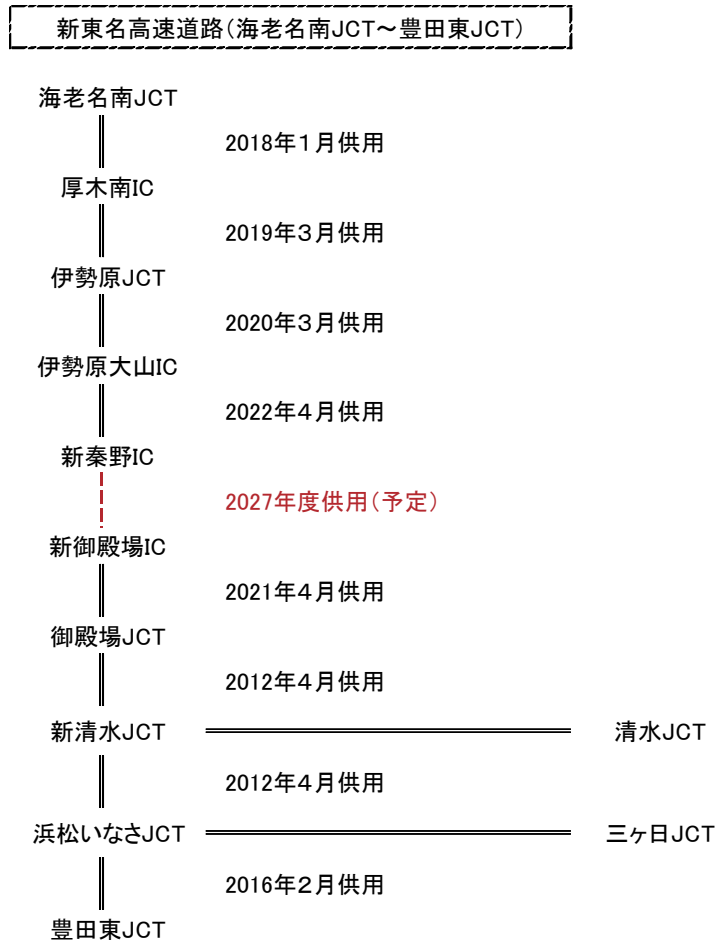 新東名高速道路(海老名南JCT～豊田東JCT)
海老名南JCT
2018年１月供用
厚木南IC
2019年３月供用
伊勢原JCT
2020年３月供用
伊勢原大山IC
2022年４月供用
新秦野IC
2027年度供用(予定)
新御殿場IC
2021年４月供用
御殿場JCT
2012年４月供用
新清水JCT 清水JCT
2012年４月供用
浜松いなさJCT 三ヶ日JCT
2016年２月供用
豊田東JCT